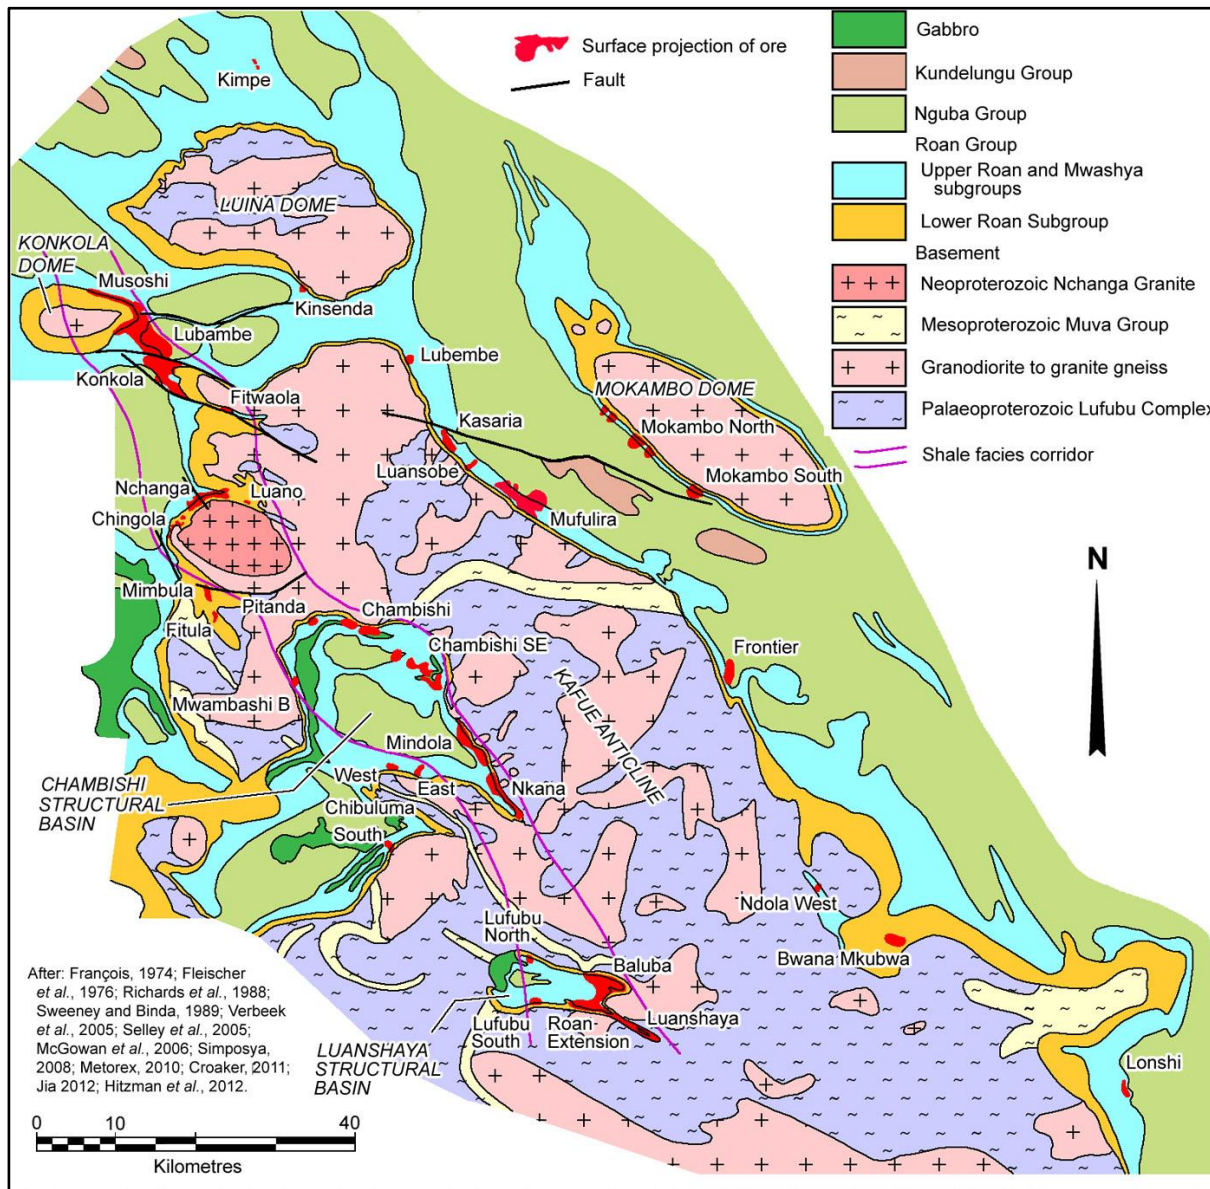 Surface projection of ore
Fault
Gabbro
Kundelungu Group
Nguba Group
Roan Group
Upper Roan and Mwashya
subgroups
Lower Roan Subgroup
Basement
Neoproterozoic Nchanga Granite
Mesoproterozoic Muva Group
Granodiorite to granite gneiss
Palaeoproterozoic Lufubu Complex
Shale facies corridor
N
Kimpe
LUINA DOME
KONKOLA
DOME
Musoshi
Kinsenda
Lubambe
Lubembe
Konkola
Fitwaola
MOKAMBO DOME
Kasaria
Mokambo North
Luansobe
Mokambo South
Nchanga
Luano
Chingola
Mufulira
Mimbula
Pitanda
Chambishi
Fitula
Chambishi SE
Frontier
KAFUE ANTICLINE
Mwambashi B
Mindola
CHAMBISHI
STRUCTURAL
BASIN
West
East
Nkana
Chibuluma
South
Ndola West
Lufubu
North
Bwana Mkubwa
Baluba
Luanshaya
Lufubu
South
Roan
Extension
LUANSHAYA
STRUCTURAL
BASIN
Lonshi
After: François, 1974; Fleischer
et al., 1976; Richards et al., 1988;
Sweeney and Binda, 1989; Verbeek
et al., 2005; Selley et al., 2005;
McGowan et al., 2006; Simposya,
2008; Metorex, 2010; Croaker, 2011;
Jia 2012; Hitzman et al., 2012.
0 10 40
Kilometres